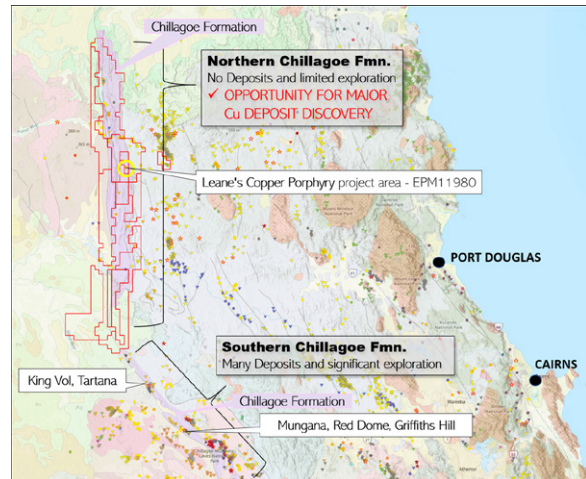 Chillagoe Formation
Northern Chillagoe Fmn.
No Deposits and limited exploration
✓ OPPORTUNITY FOR MAJOR
Cu DEPOSIT DISCOVERY
Leane's Copper Porphyry project area - EPM11980
PORT DOUGLAS
Southern Chillagoe Fmn.
Many Deposits and significant exploration
CAIRNS
King Vol, Tartana
Chillagoe Formation
Mungana, Red Dome, Griffiths Hill